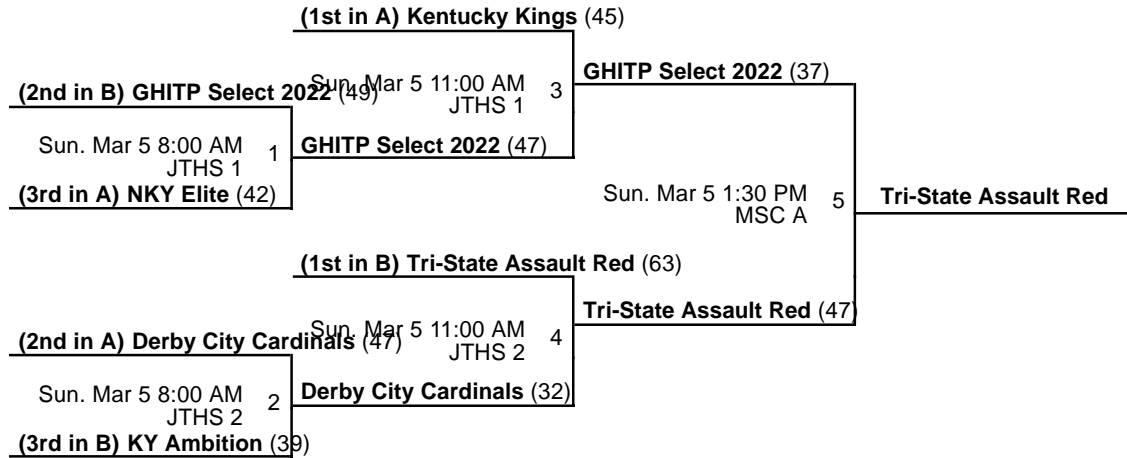 (1st in A) Kentucky Kings (45)
GHITP Select 2022 (37)
Sun. Mar 5 11:00 AM
JTHS 1
3
(2nd in B) GHITP Select 2022 (49)
Sun. Mar 5 8:00 AM
JTHS 1
1
GHITP Select 2022 (47)
(3rd in A) NKY Elite (42)
Sun. Mar 5 1:30 PM
MSC A
5
Tri-State Assault Red
(1st in B) Tri-State Assault Red (63)
Tri-State Assault Red (47)
Sun. Mar 5 11:00 AM
JTHS 2
4
(2nd in A) Derby City Cardinals (47)
Sun. Mar 5 8:00 AM
JTHS 2
2
Derby City Cardinals (32)
(3rd in B) KY Ambition (39)